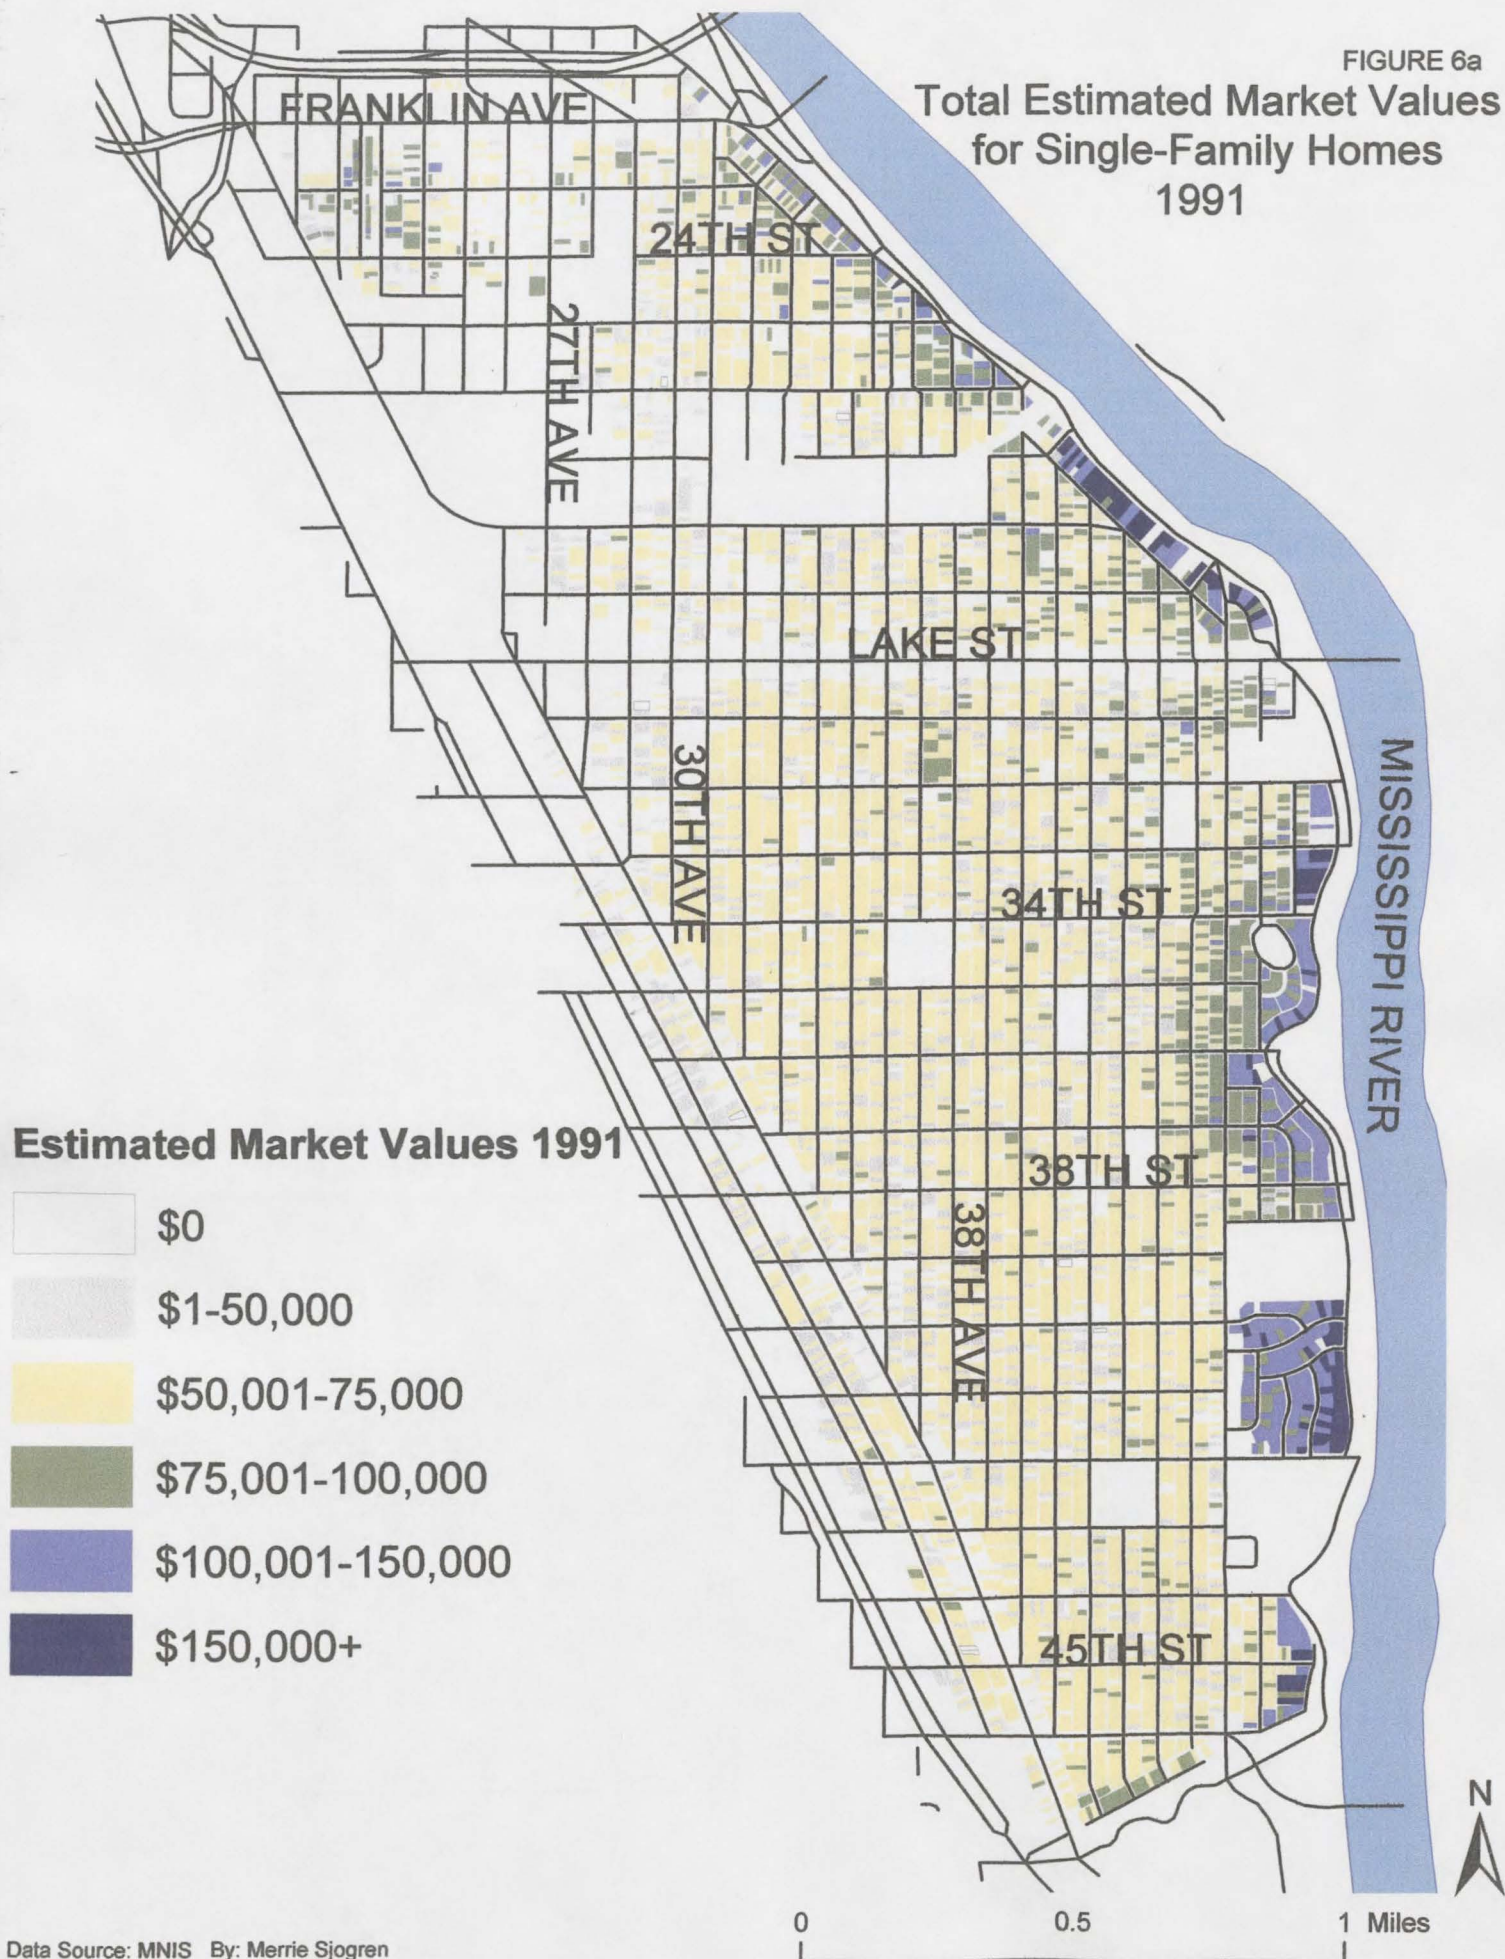 FIGURE 6a
Total Estimated Market Values
for Single-Family Homes
1991
FRANKLIN AVE
24TH ST
27TH AVE
LAKE ST
30TH AVE
34TH ST
MISSISSIPPI RIVER
38TH ST
38TH AVE
45TH ST
Estimated Market Values 1991
$0
$1-50,000
$50,001-75,000
$75,001-100,000
$100,001-150,000
$150,000+
N
0 0.5 1 Miles
Data Source: MNIS By: Merrie Sjogren